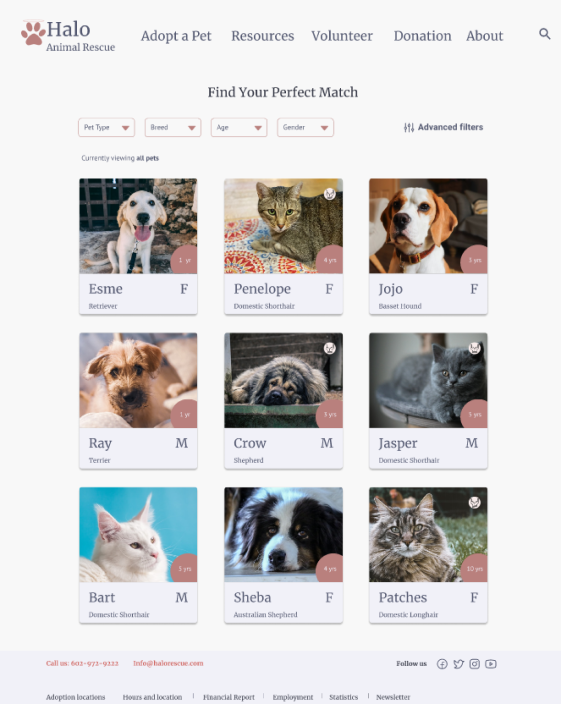 Halo
Animal Rescue
Adopt a Pet Resources Volunteer Donation About
Find Your Perfect Match
Pet Type Breed Age Gender Advanced filters
Currently viewing all pets
1 yr 4 yrs 3 yrs
Esme F Penelope F Jojo F
Retriever Domestic Shorthair Basset Hound
1 yr 5 yrs 5 yrs
Ray M Crow M Jasper M
Terrier Shepherd Domestic Shorthair
3 yrs 4 yrs 10 yrs
Bart M Sheba F Patches F
Domestic Shorthair Australian Shepherd Domestic Longhair
Call us: 602-972-9222 Info@halorescue.com Follow us
Adoption locations Hours and location | Financial Report | Employment | Statistics | Newsletter